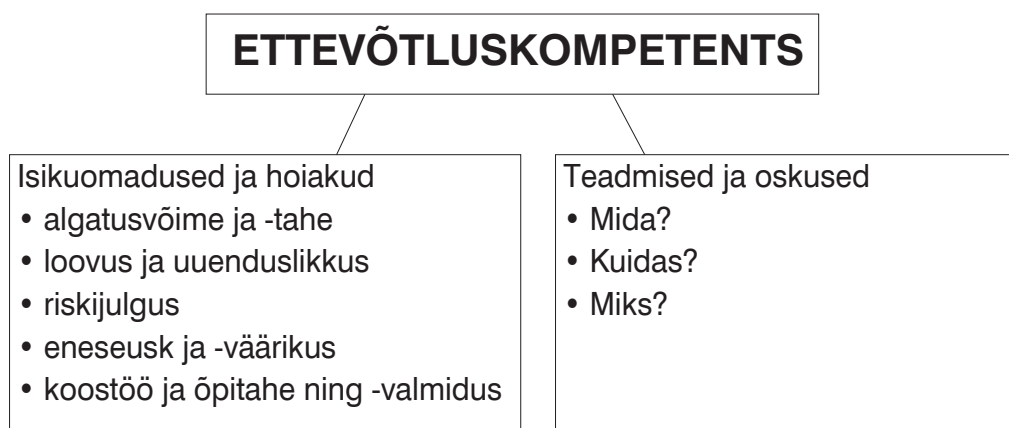 ETTEVÕTLUSKOMPETENTS
Isikuomadused ja hoiakud
• algatusvõime ja -tahe
• loovus ja uuenduslikkus
• riskijulgus
• eneseusk ja -väärikus
• koostöö ja õpitahe ning -valmidus
Teadmised ja oskused
• Mida?
• Kuidas?
• Miks?